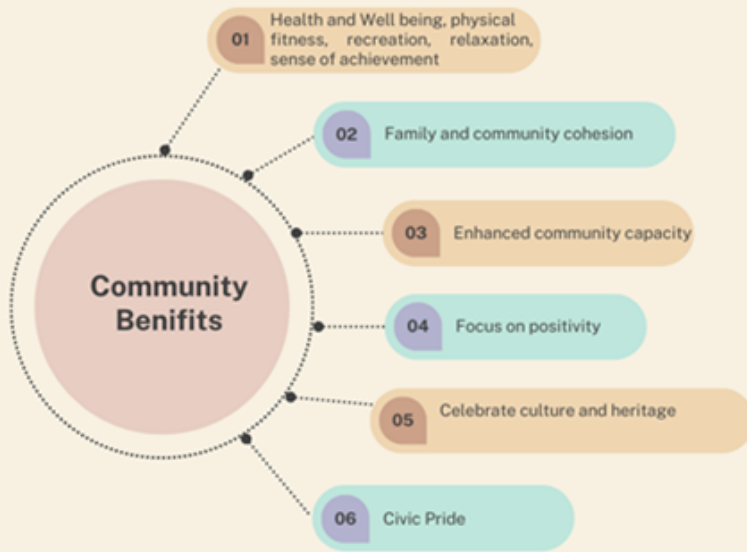 01
Health and Well being, physical
fitness, recreation, relaxation,
sense of achievement
02
Family and community cohesion
03
Enhanced community capacity
Community
Benifits
04
Focus on positivity
05
Celebrate culture and heritage
06
Civic Pride